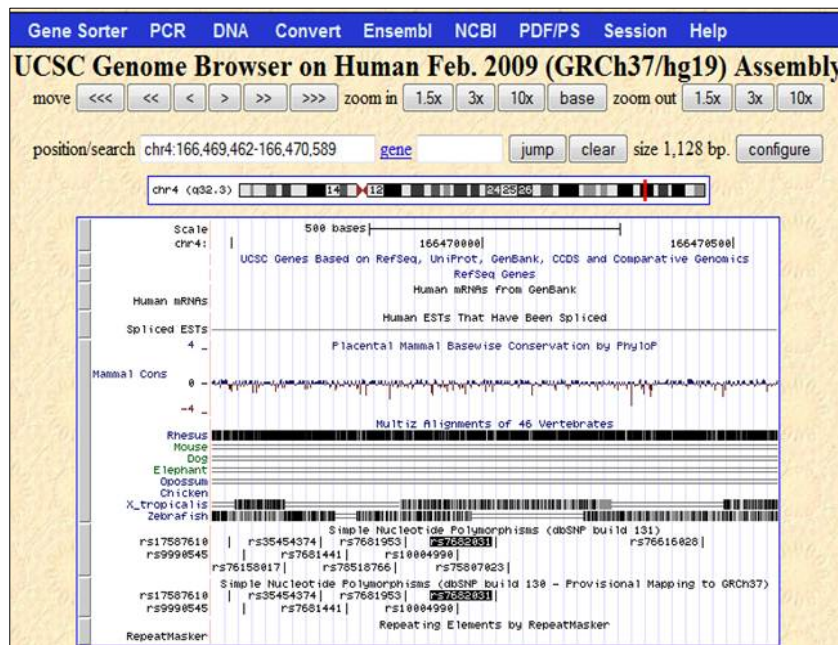 Gene Sorter PCR DNA Convert Ensembl NCBI PDF/PS Session Help
UCSC Genome Browser on Human Feb. 2009 (GRCh37/hg19) Assembly
move <<< << < > >> >>> zoom in 1.5x 3x 10x base zoom out 1.5x 3x 10x
position/search chr4:166,469,462-166,470,589 gene jump clear size 1,128 bp. configure
chr4 (q32.3) 14 12 24 25 26
Scale 500 bases
chr4: 166470000 166470500
UCSC Genes Based on RefSeq, UniProt, GenBank, CCDS and Comparative Genomics
RefSeq Genes
Human mRNAs from GenBank
Human mRNAs
Human ESTs That Have Been Spliced
Spliced ESTs
4 _
Placental Mammal Basewise Conservation by PhyloP
Mammal Cons
0 -
-4 _
Multiz Alignments of 46 Vertebrates
Rhesus
Mouse
Dog
Elephant
Opossum
Chicken
X_tropicalis
Zebrafish
Simple Nucleotide Polymorphisms (dbSNP build 131)
rs17587610 rs35454374 rs7681953 rs7682031 rs76616028
rs9990545 rs7681441 rs10004990
rs76158017 rs78518766 rs75807023
Simple Nucleotide Polymorphisms (dbSNP build 130 - Provisional Mapping to GRCh37)
rs17587610 rs35454374 rs7681953 rs7682031
rs9990545 rs7681441 rs10004990
Repeating Elements by RepeatMasker
RepeatMasker